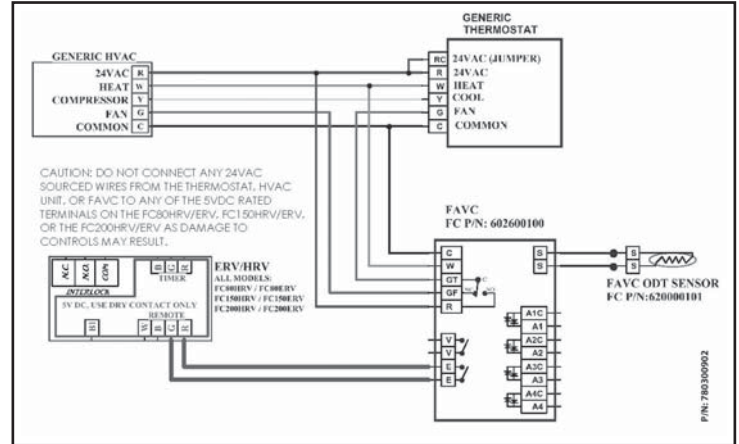 GENERIC
THERMOSTAT
RC 24VAC (JUMPER)
R 24VAC
W HEAT
Y COOL
G FAN
C COMMON
GENERIC HVAC
24VAC R
HEAT W
COMPRESSOR Y
FAN G
COMMON C
CAUTION: DO NOT CONNECT ANY 24VAC
SOURCED WIRES FROM THE THERMOSTAT, HVAC
UNIT, OR FAVC TO ANY OF THE 5VDC RATED
TERMINALS ON THE FC80HRV/ERV, FC150HRV/ERV,
OR THE FC200HRV/ERV AS DAMAGE TO
CONTROLS MAY RESULT.
FAVC
FC P/N: 602600100
C
W
GT
GF
R
C
NC NO
V
V
E
E
S
S
S
S
FAVC ODT SENSOR
FC P/N:620000101
A1C
A1
A2C
A2
A3C
A3
A4C
A4
N.C. N.O. COM
INTERLOCK
B G R
TIMER
5V DC, USE DRY CONTACT ONLY
REMOTE
W B G R
ERV/HRV
ALL MODELS:
FC80HRV / FC80ERV
FC150HRV / FC150ERV
FC200HRV / FC200ERV
P/N: 780300902